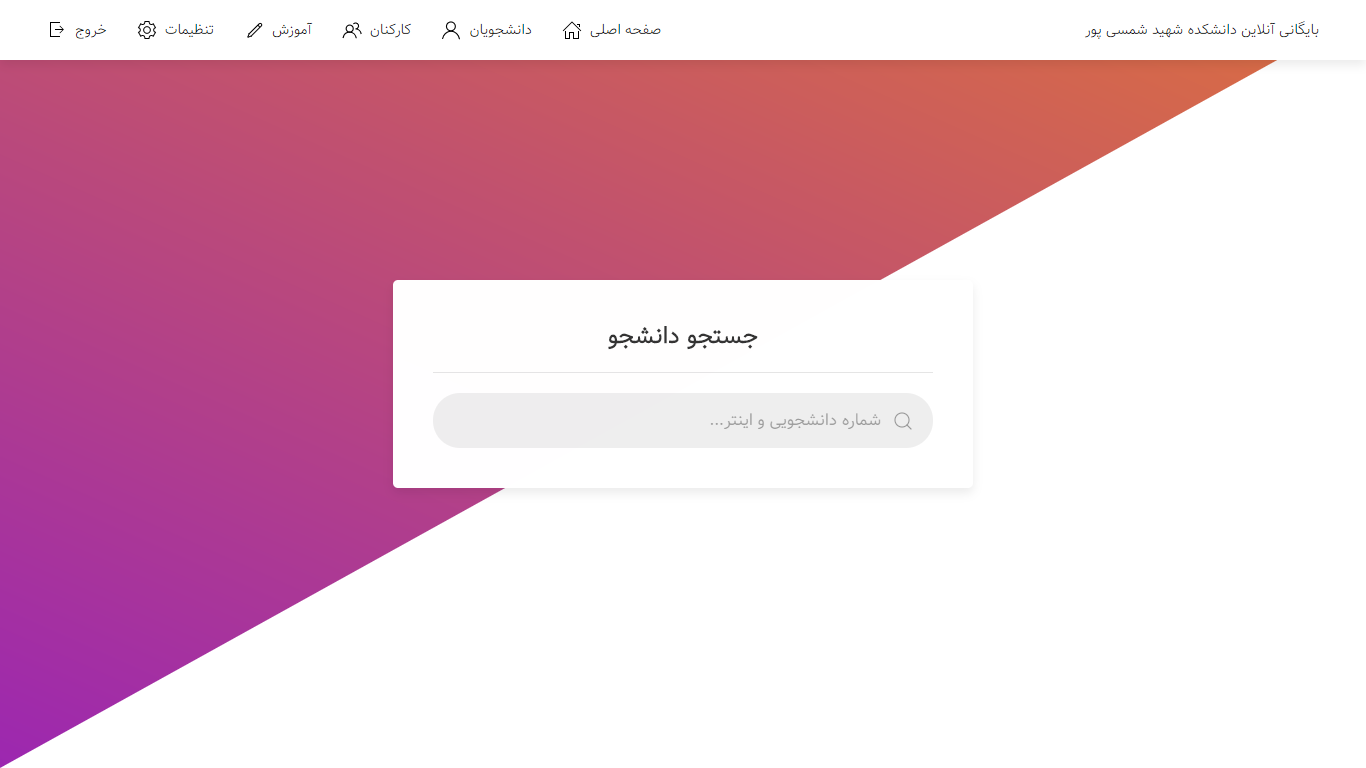 بایگانی آنلاین دانشکده شهید شمسی پور
صفحه اصلی
دانشجویان
کارکنان
آموزش
تنظیمات
خروج
جستجو دانشجو
شماره دانشجویی و اینتر...